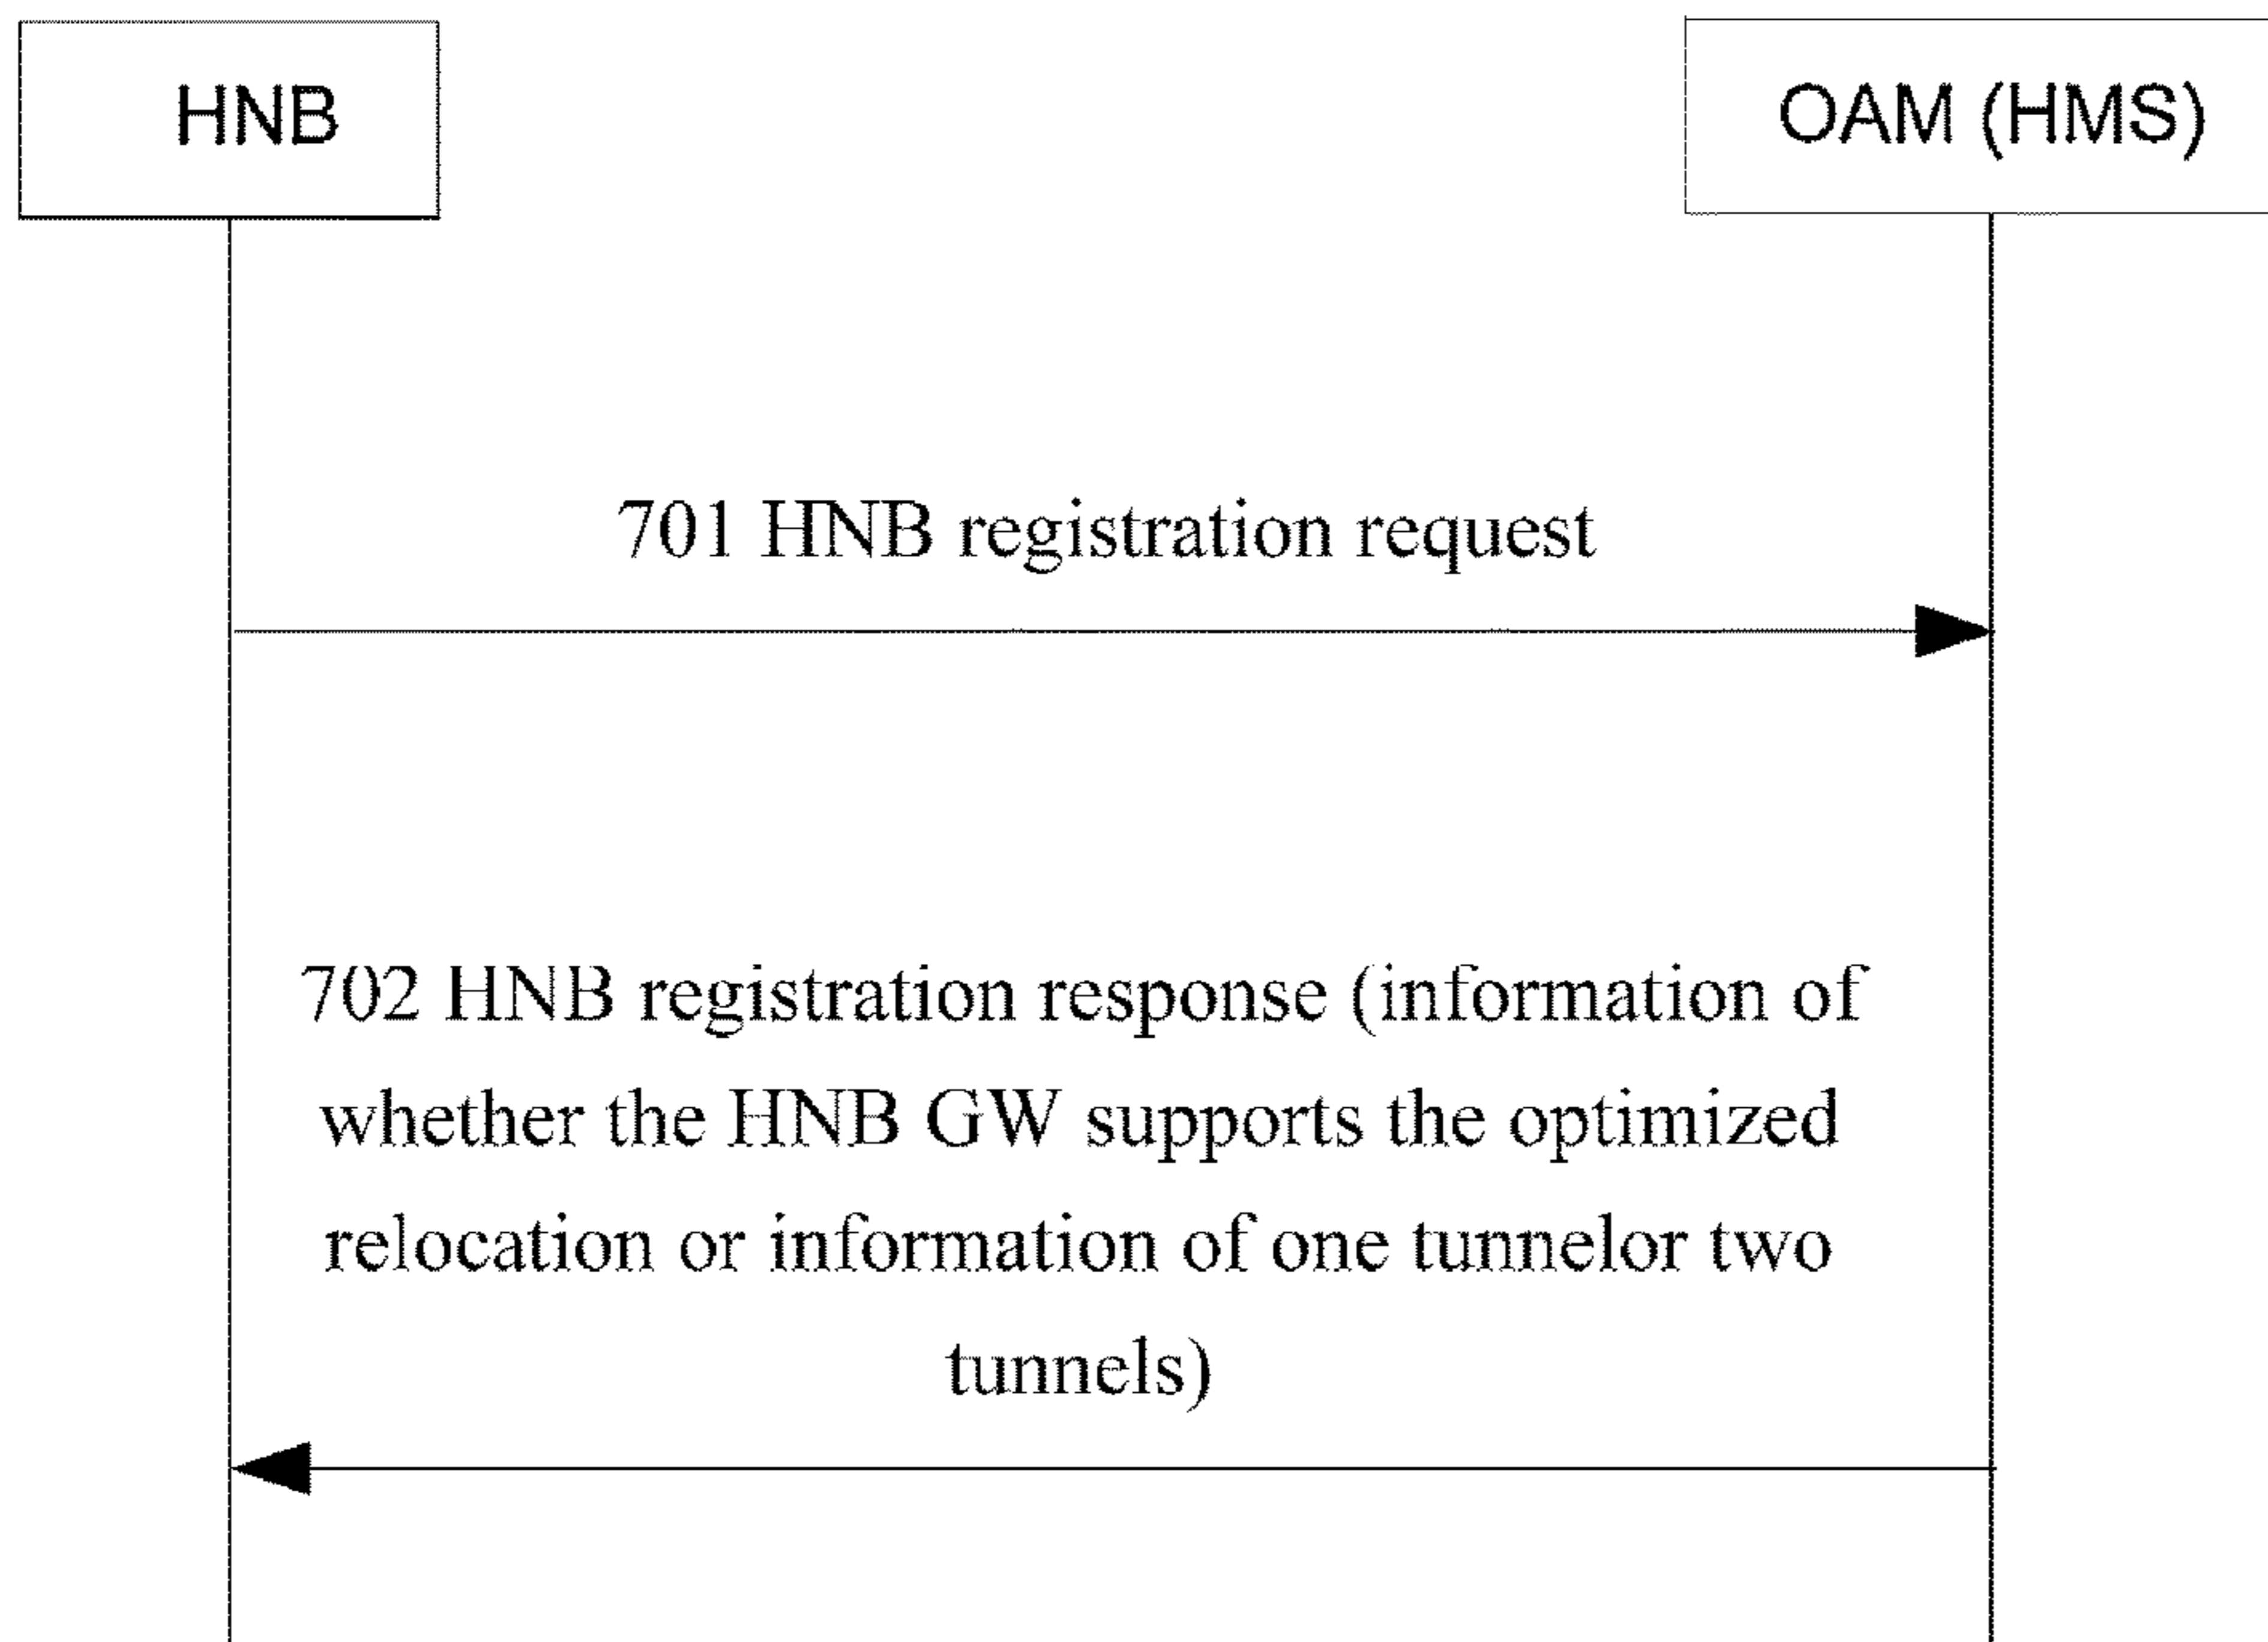 HNB
OAM (HMS)
701 HNB registration request
702 HNB registration response (information of
whether the HNB GW supports the optimized
relocation or information of one tunnelor two
tunnels)